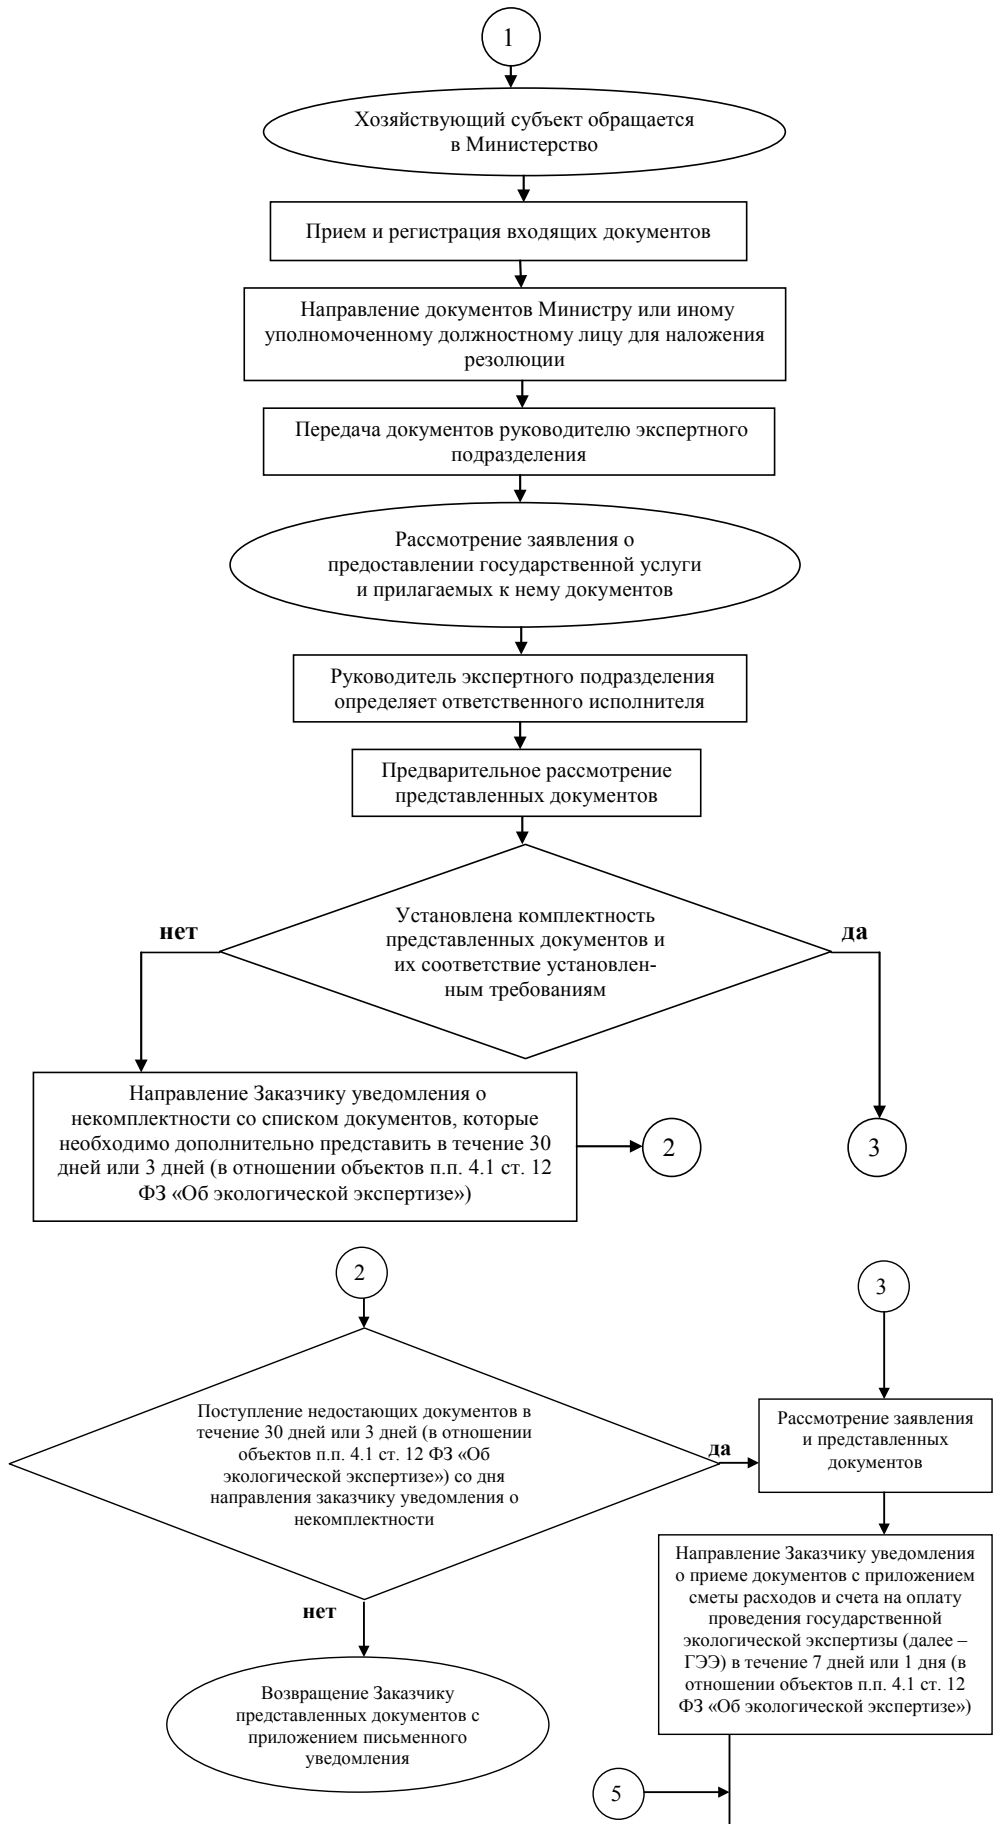 1
Хозяйствующий субъект обращается
в Министерство
Прием и регистрация входящих документов
Направление документов Министру или иному
уполномоченному должностному лицу для наложения
резолюции
Передача документов руководителю экспертного
подразделения
Рассмотрение заявления о
предоставлении государственной услуги
и прилагаемых к нему документов
Руководитель экспертного подразделения
определяет ответственного исполнителя
Предварительное рассмотрение
представленных документов
Установлена комплектность
представленных документов и
их соответствие установлен-
ным требованиям
нет
да
Направление Заказчику уведомления о
некомплектности со списком документов, которые
необходимо дополнительно представить в течение 30
дней или 3 дней (в отношении объектов п.п. 4.1 ст. 12
ФЗ «Об экологической экспертизе»)
2
3
2
3
Поступление недостающих документов в
течение 30 дней или 3 дней (в отношении
объектов п.п. 4.1 ст. 12 ФЗ «Об
экологической экспертизе») со дня
направления заказчику уведомления о
некомплектности
да
Рассмотрение заявления
и представленных
документов
нет
Направление Заказчику уведомления
о приеме документов с приложением
сметы расходов и счета на оплату
проведения государственной
экологической экспертизы (далее –
ГЭЭ) в течение 7 дней или 1 дня (в
отношении объектов п.п. 4.1 ст. 12
ФЗ «Об экологической экспертизе»)
Возвращение Заказчику
представленных документов с
приложением письменного
уведомления
5